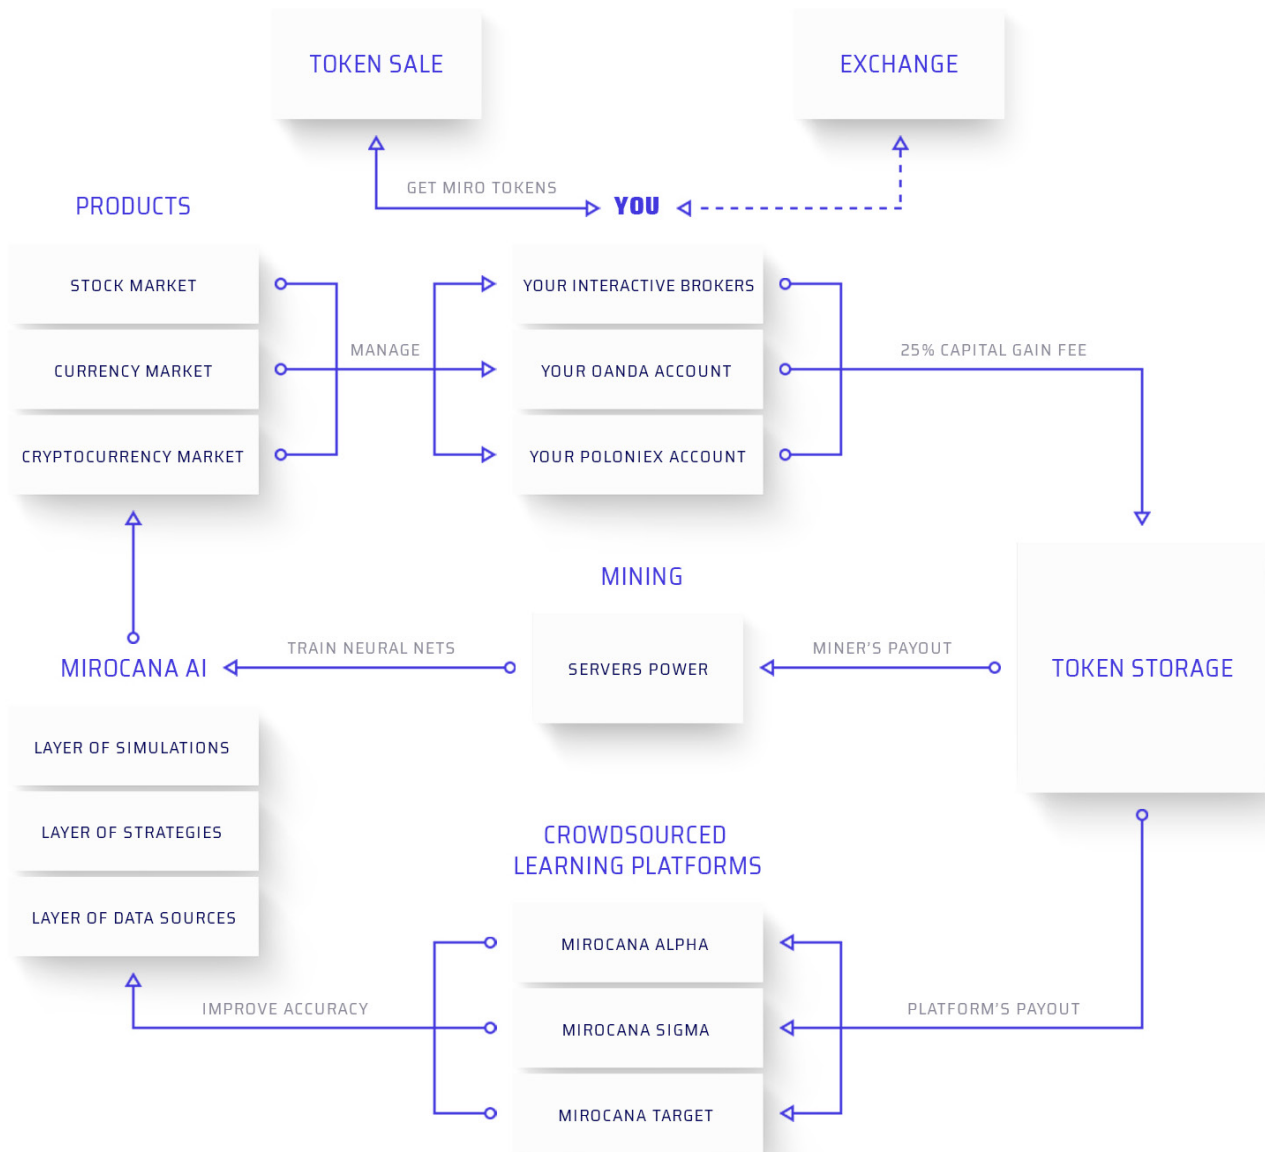 TOKEN SALE
EXCHANGE
GET MIRO TOKENS
YOU
PRODUCTS
STOCK MARKET
CURRENCY MARKET
CRYPTOCURRENCY MARKET
MANAGE
YOUR INTERACTIVE BROKERS
YOUR OANDA ACCOUNT
YOUR POLONIEX ACCOUNT
25% CAPITAL GAIN FEE
MINING
MIROCANA AI
TRAIN NEURAL NETS
SERVERS POWER
MINER'S PAYOUT
TOKEN STORAGE
LAYER OF SIMULATIONS
LAYER OF STRATEGIES
LAYER OF DATA SOURCES
CROWDSOURCED
LEARNING PLATFORMS
MIROCANA ALPHA
IMPROVE ACCURACY
MIROCANA SIGMA
PLATFORM'S PAYOUT
MIROCANA TARGET